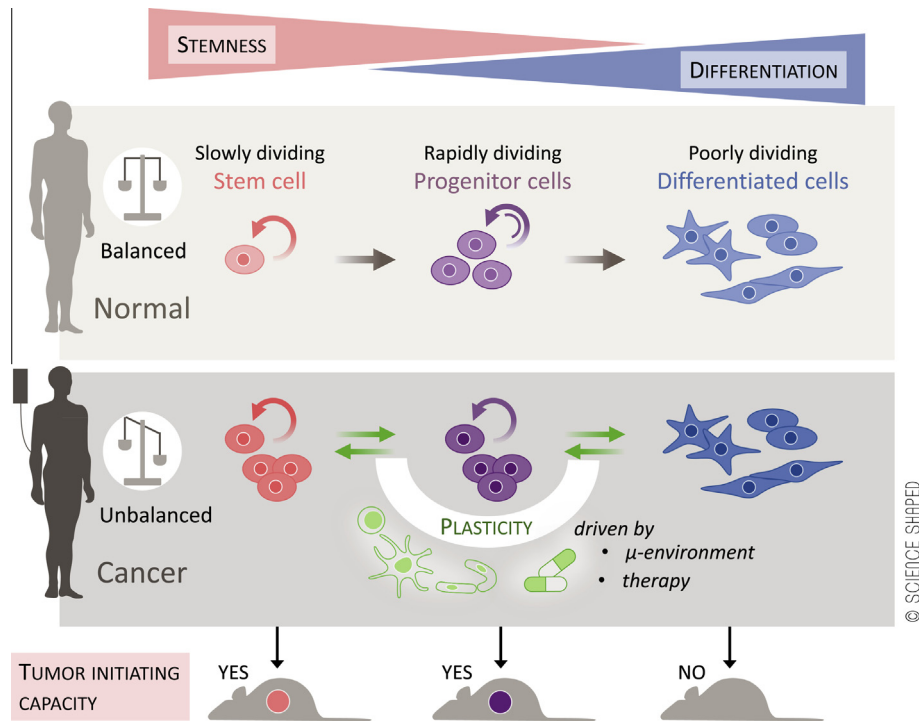 STEMNESS
DIFFERENTIATION
Slowly dividing
Stem cell
Rapidly dividing
Progenitor cells
Poorly dividing
Differentiated cells
Balanced
Normal
Unbalanced
Cancer
PLASTICITY
driven by
• μ-environment
• therapy
© SCIENCE SHAPED
TUMOR INITIATING
CAPACITY
YES
YES
NO